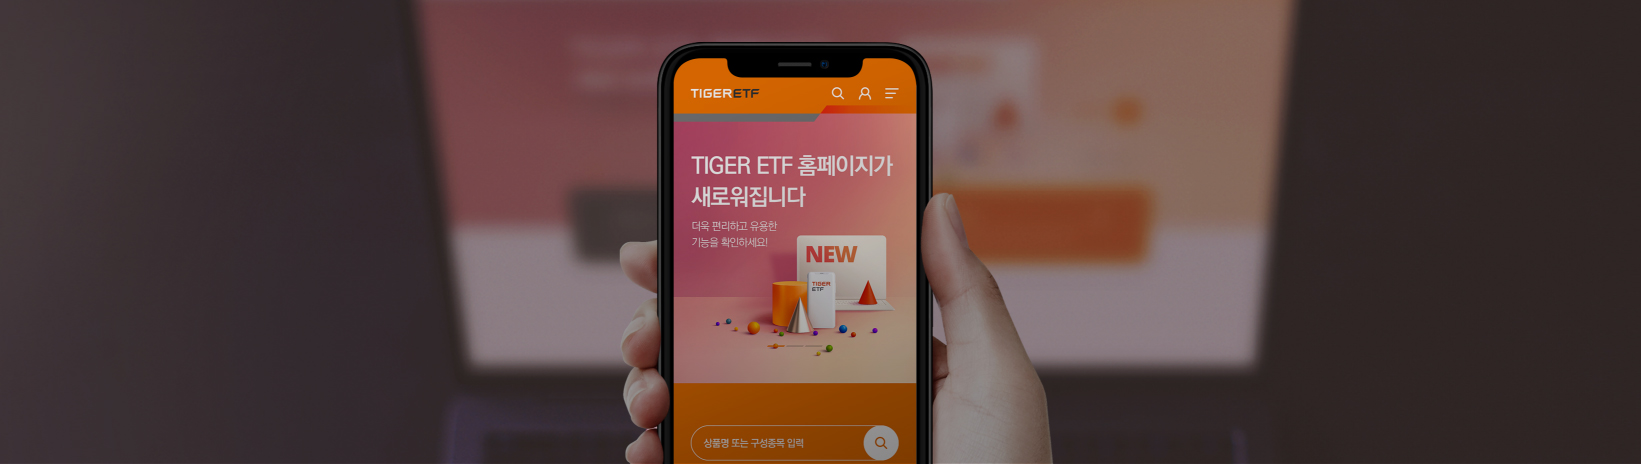 TIGERETF
TIGER ETF 홈페이지가
새로워집니다
더욱 편리하고 유용한
기능을 확인하세요!
NEW
TIGER
ETF
상품명 또는 구성종목 입력